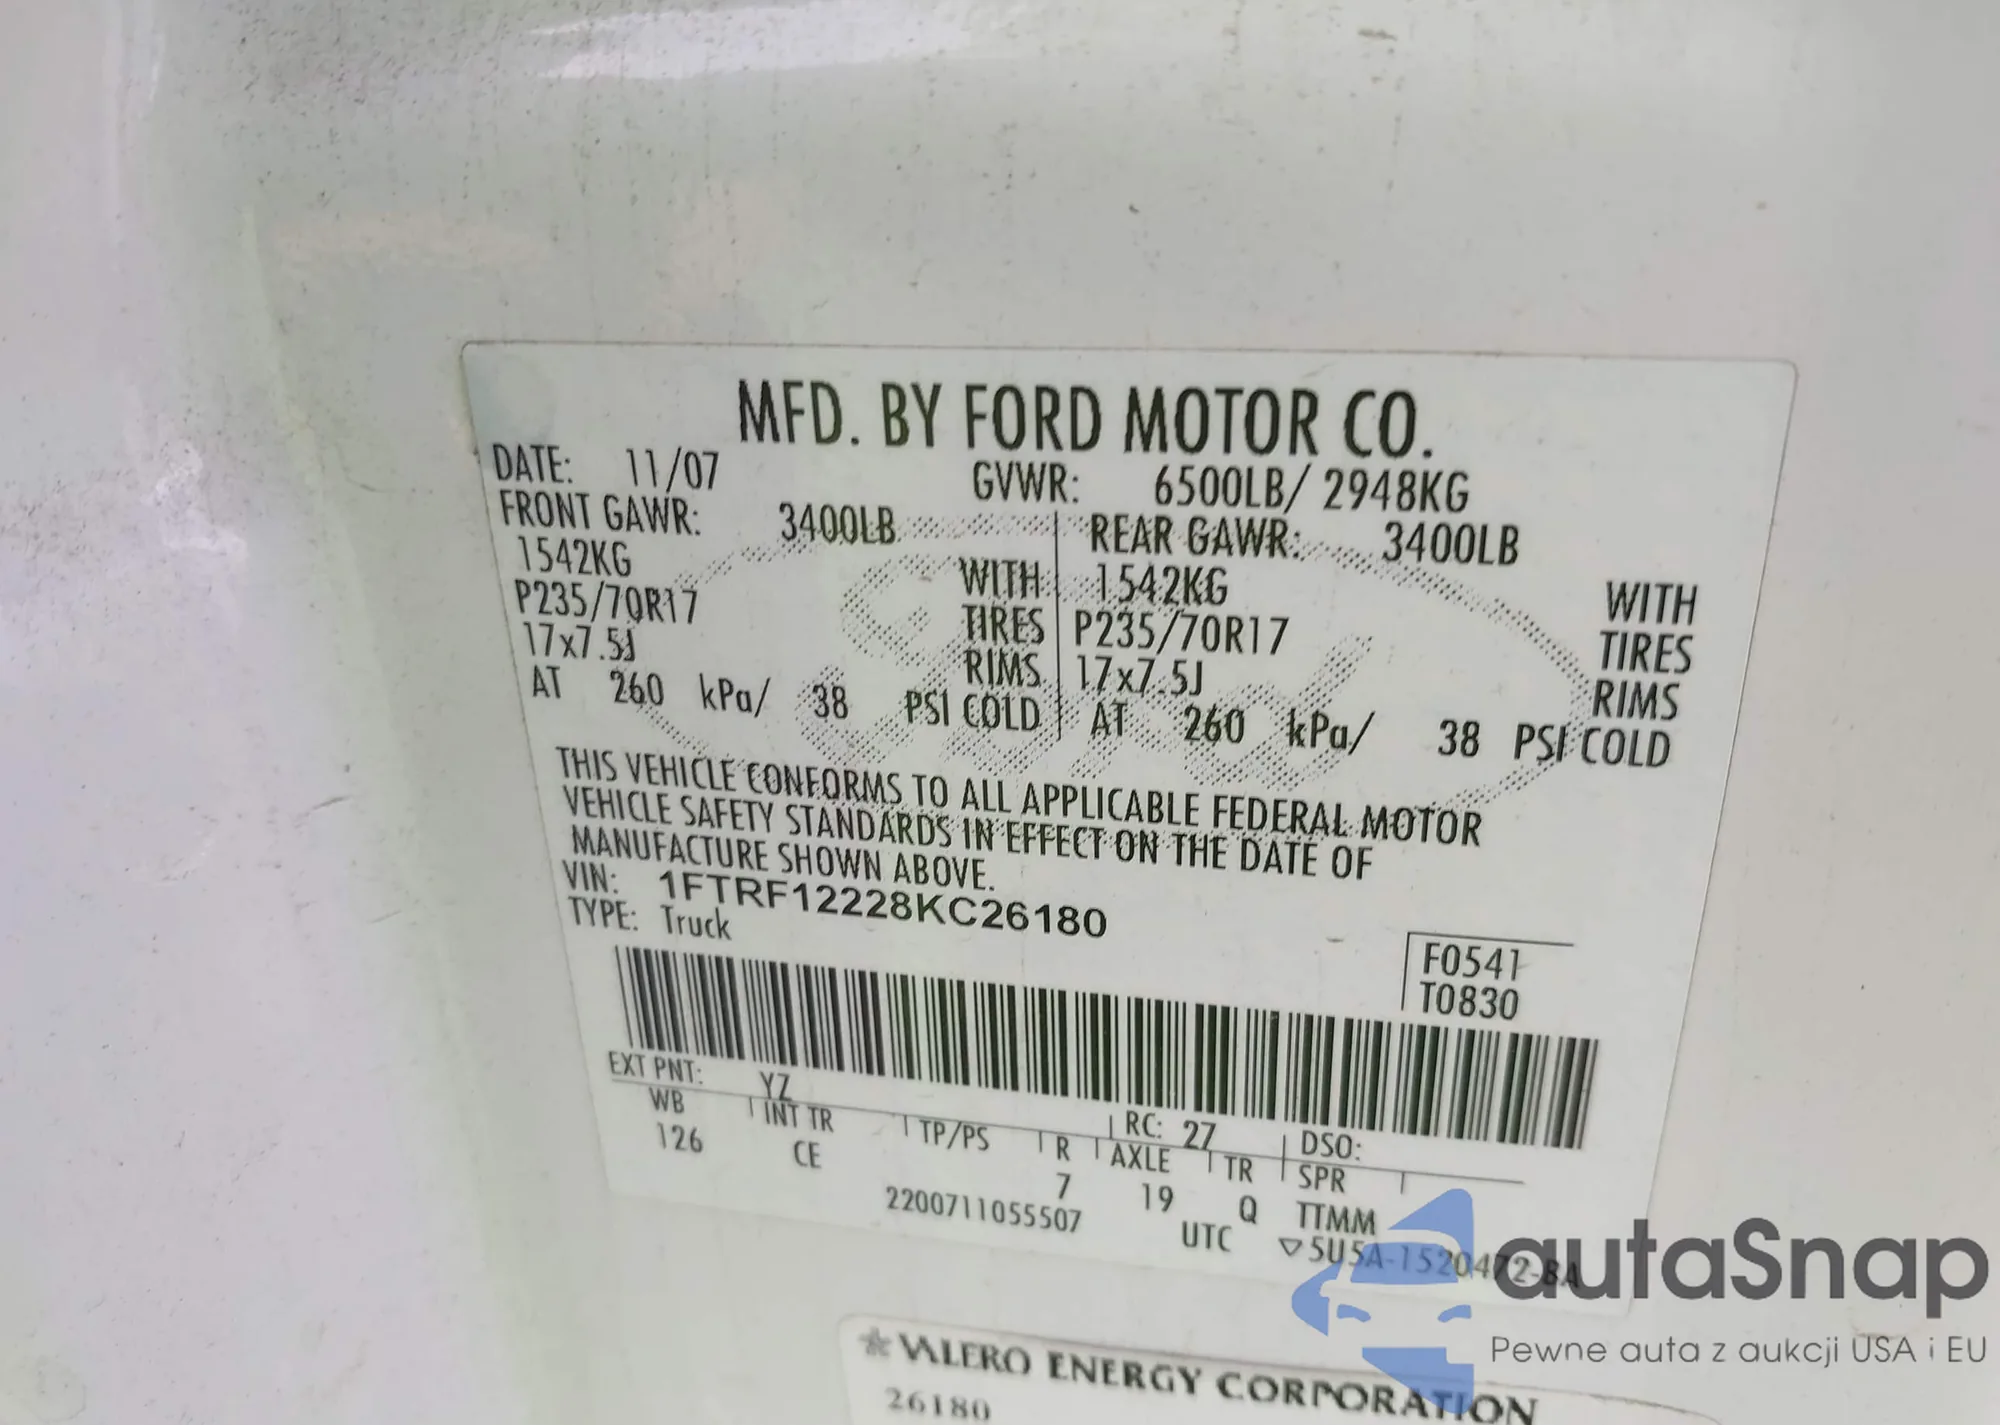 MFD. BY FORD MOTOR CO.
DATE: 11/07 GVWR: 6500LB/ 2948KG
FRONT GAWR: 3400LB REAR GAWR: 3400LB
1542KG WITH 1542KG WITH
P235/70R17 TIRES P235/70R17 TIRES
17x7.5J RIMS 17x7.5J RIMS
AT 260 kPa/ 38 PSI COLD AT 260 kPa/ 38 PSI COLD
THIS VEHICLE CONFORMS TO ALL APPLICABLE FEDERAL MOTOR
VEHICLE SAFETY STANDARDS IN EFFECT ON THE DATE OF
MANUFACTURE SHOWN ABOVE.
VIN: 1FTRF12228KC26180
TYPE: Truck
F0541
T0830
EXT PNT: YZ RC: 27 DSO:
WB INT TR TP/PS R AXLE TR SPR
126 CE 7 19 Q TTMM
2200711055507 UTC ▽5U5A-1520472-BA
autaSnap
Pewne auta z aukcji USA i EU
VALERO ENERGY CORPORATION
26180